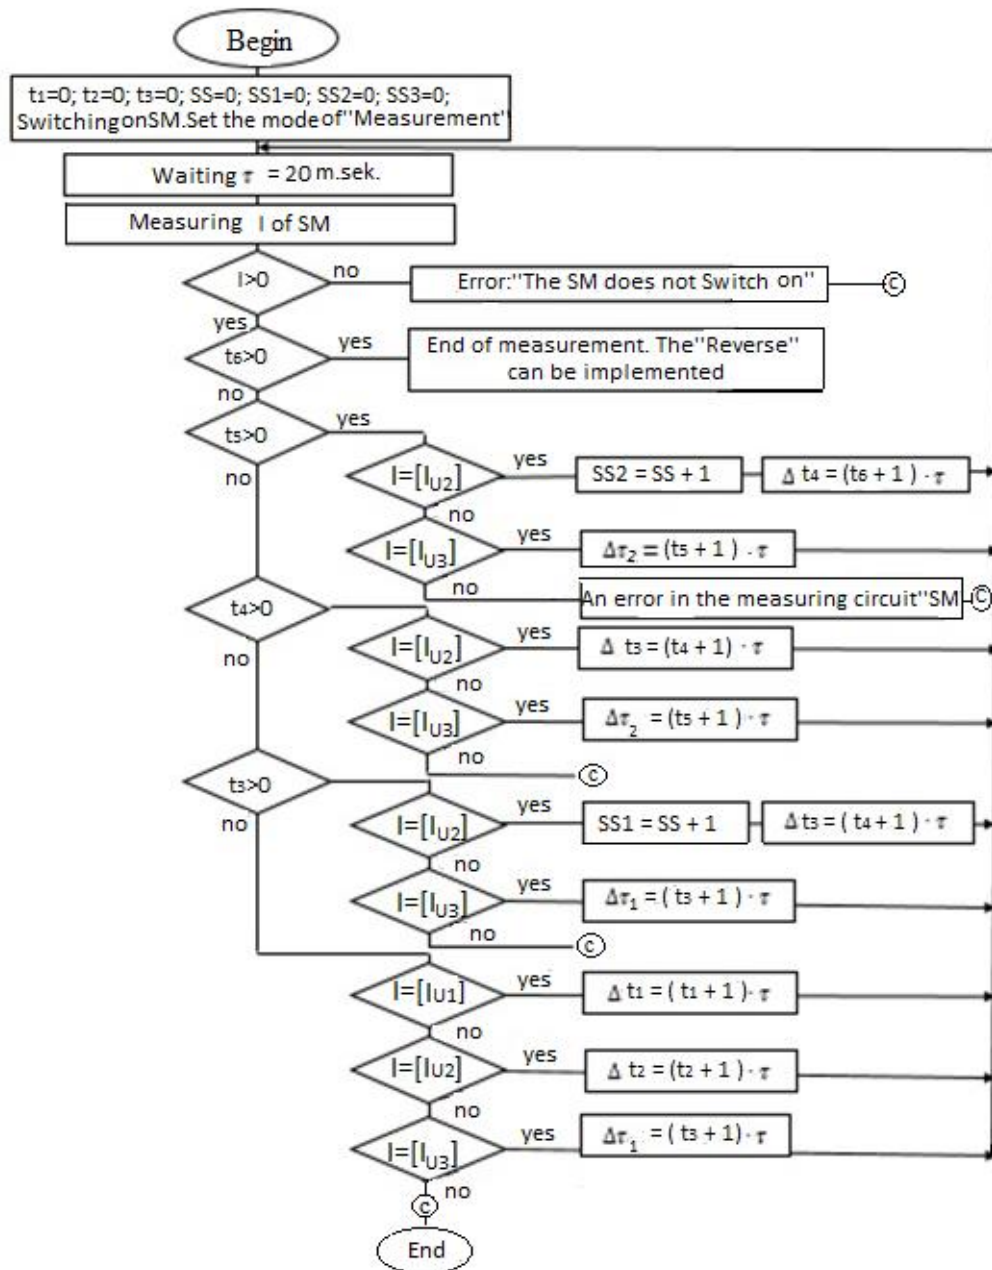 Begin
t1=0; t2=0; t3=0; SS=0; SS1=0; SS2=0; SS3=0;
Switching on SM. Set the mode of "Measurement"
Waiting τ = 20 m.sek.
Measuring I of SM
I>0
no
Error: "The SM does not Switch on"
C
yes
t6>0
yes
End of measurement. The "Reverse"
can be implemented
no
t5>0
yes
no
I=[IU2]
yes
SS2 = SS + 1
Δ t4 = (t6 + 1) · τ
no
I=[IU3]
yes
Δτ2 = (t5 + 1) · τ
no
An error in the measuring circuit "SM
C
t4>0
no
I=[IU2]
yes
Δ t3 = (t4 + 1) · τ
no
I=[IU3]
yes
Δτ2 = (t5 + 1) · τ
no
c
t3>0
no
I=[IU2]
yes
SS1 = SS + 1
Δ t3 = (t4 + 1) · τ
no
I=[IU3]
yes
Δτ1 = (t3 + 1) · τ
no
c
I=[IU1]
yes
Δ t1 = (t1 + 1) · τ
no
I=[IU2]
yes
Δ t2 = (t2 + 1) · τ
no
I=[IU3]
yes
Δτ1 = (t3 + 1) · τ
no
c
End